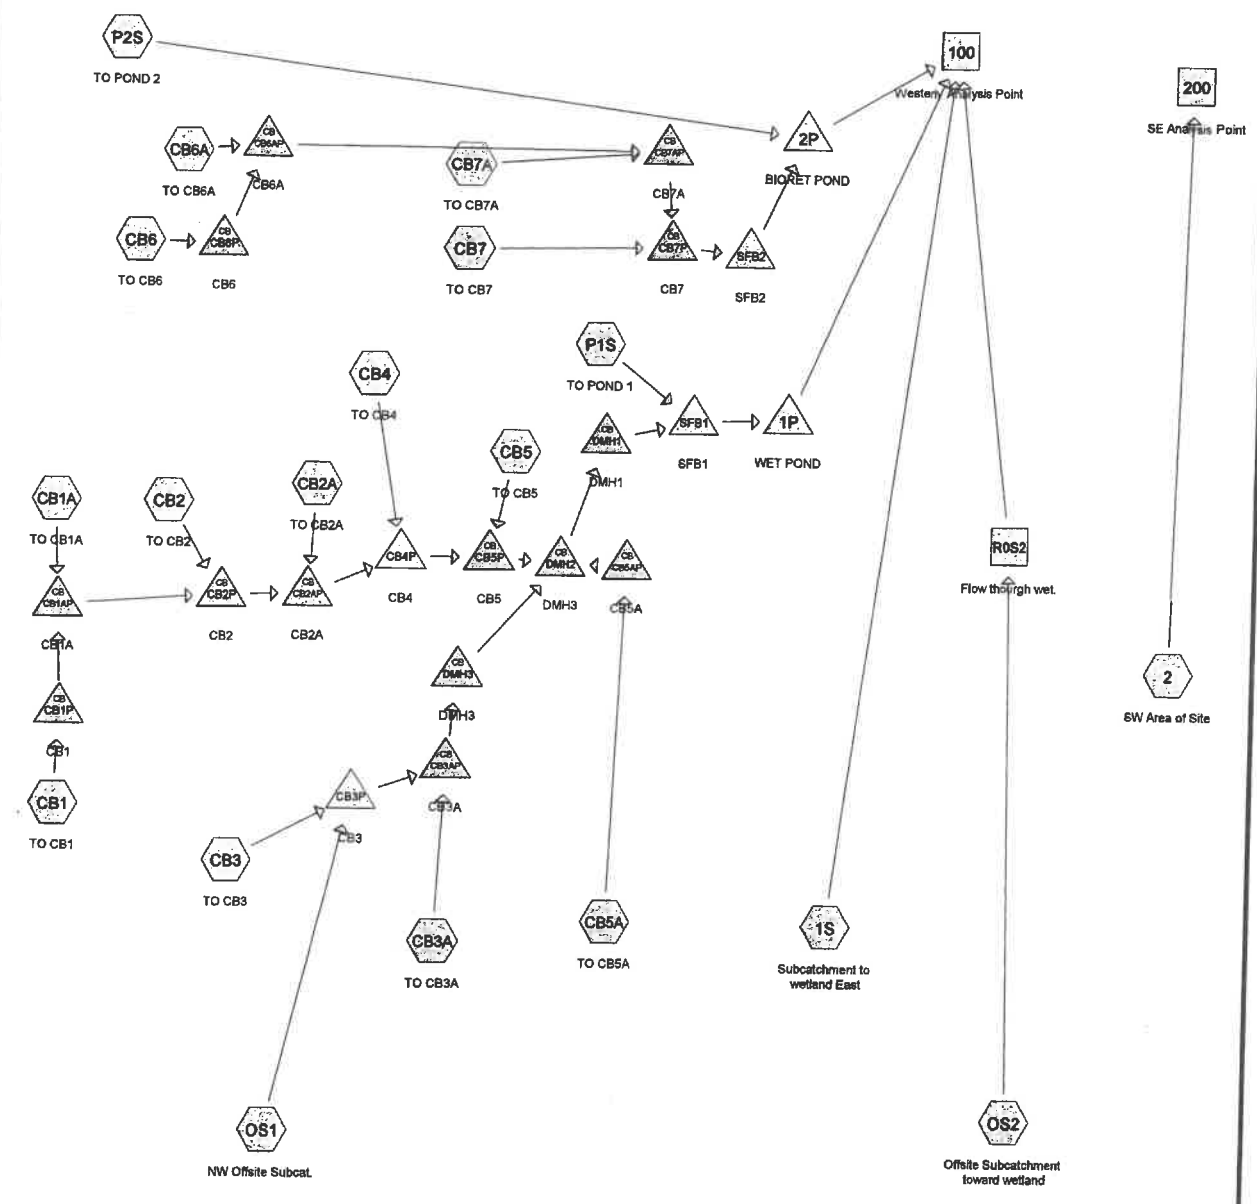 P2S
TO POND 2
100
Westerly Analysis Point
200
SE Analysis Point
CB6A
TO CB6A
CB
CB6AP
CB6A
CB7A
TO CB7A
CB
CB7AP
CB7A
2P
BIORET POND
CB6
TO CB6
CB
CB6P
CB6
CB7
TO CB7
CB
CB7P
CB7
SFB2
SFB2
P1S
TO POND 1
CB4
TO CB4
CB
DMH1
DMH1
SFB1
SFB1
1P
WET POND
CB5
TO CB5
CB1A
TO CB1A
CB2
TO CB2
CB2A
TO CB2A
CB
CB1AP
CB1A
CB
CB2P
CB2
CB
CB2AP
CB2A
CB4P
CB4
CB
CB5P
CB5
CB
DMH2
DMH3
CB
CB5AP
CB5A
R0S2
Flow thourgh wet.
CB
DMH3
DMH3
2
SW Area of Site
CB
CB1P
CB1
CB1
TO CB1
CB3P
CB3
CB
CB3AP
CB3A
CB3
TO CB3
CB3A
TO CB3A
CB5A
TO CB5A
1S
Subcatchment to
wetland East
OS1
NW Offsite Subcat.
OS2
Offsite Subcatchment
toward wetland